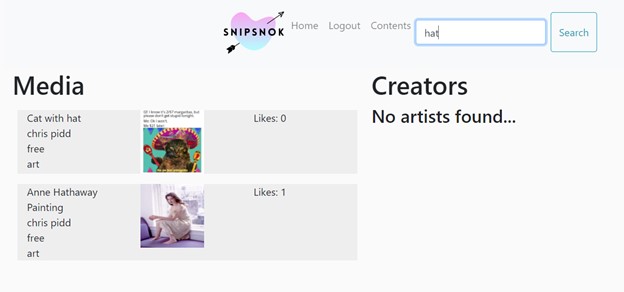 SNIPSNOK
Home Logout Contents hat Search
Media
Cat with hat
chris pidd
free
art
Likes: 0
Anne Hathaway
Painting
chris pidd
free
art
Likes: 1
Creators
No artists found...